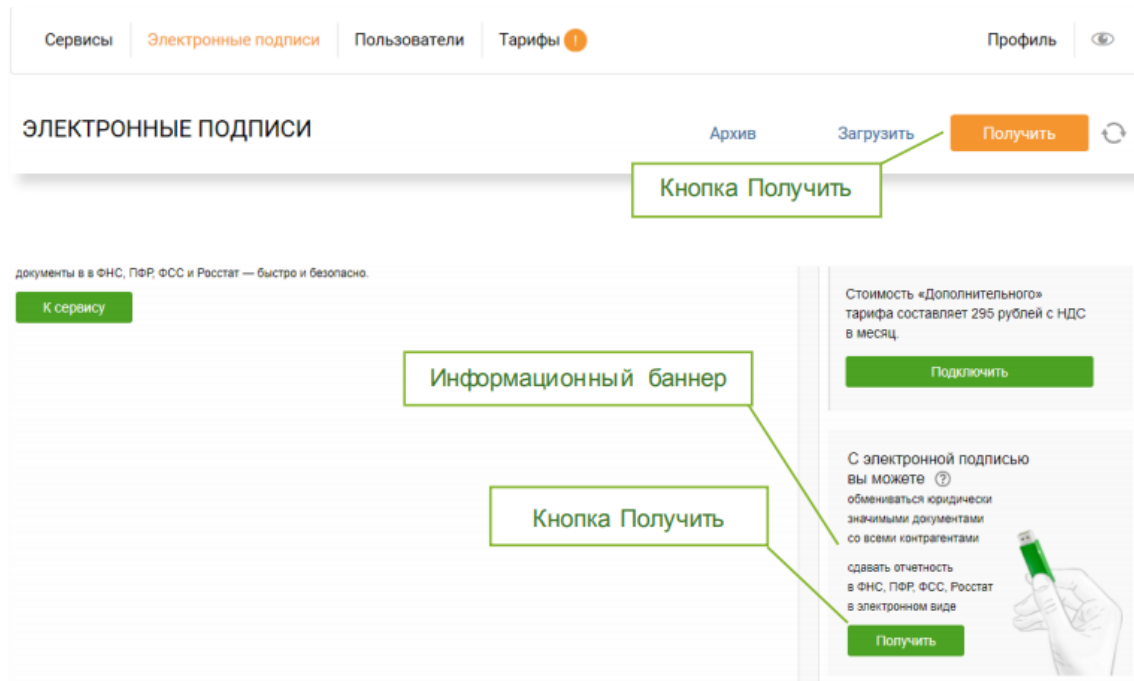 Сервисы Электронные подписи Пользователи Тарифы ! Профиль
ЭЛЕКТРОННЫЕ ПОДПИСИ Архив Загрузить Получить
Кнопка Получить
документы в в ФНС, ПФР, ФСС и Росстат — быстро и безопасно.
К сервису
Стоимость «Дополнительного»
тарифа составляет 295 рублей с НДС
в месяц.
Подключить
Информационный баннер
С электронной подписью
вы можете ?
обмениваться юридически
значимыми документами
со всеми контрагентами
Кнопка Получить
сдавать отчетность
в ФНС, ПФР, ФСС, Росстат
в электронном виде
Получить